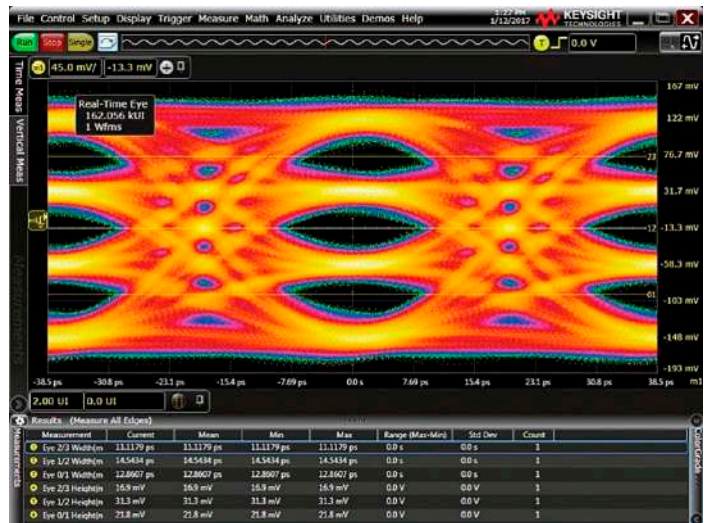 File Control Setup Display Trigger Measure Math Analyze Utilities Demos Help
1:27 PM
1/12/2017
KEYSIGHT
TECHNOLOGIES
Run Stop Single
T 0.0 V
m1 45.0 mV/ -13.3 mV
Time Meas
Vertical Meas
Measurements
Real-Time Eye
162.056 kUI
1 Wfms
167 mV
122 mV
23 76.7 mV
31.7 mV
12 -13.3 mV
-58.3 mV
01 -103 mV
-148 mV
-193 mV
-38.5 ps -30.8 ps -23.1 ps -15.4 ps -7.69 ps 0.0 s 7.69 ps 15.4 ps 23.1 ps 30.8 ps 38.5 ps m1
2.00 UI 0.0 UI
Results (Measure All Edges)
Measurement Current Mean Min Max Range (Max-Min) Std Dev Count
Eye 2/3 Width(m 11.1179 ps 11.1179 ps 11.1179 ps 11.1179 ps 0.0 s 0.0 s 1
Eye 1/2 Width(m 14.5434 ps 14.5434 ps 14.5434 ps 14.5434 ps 0.0 s 0.0 s 1
Eye 0/1 Width(m 12.8607 ps 12.8607 ps 12.8607 ps 12.8607 ps 0.0 s 0.0 s 1
Eye 2/3 Height(m 16.9 mV 16.9 mV 16.9 mV 16.9 mV 0.0 V 0.0 V 1
Eye 1/2 Height(m 31.3 mV 31.3 mV 31.3 mV 31.3 mV 0.0 V 0.0 V 1
Eye 0/1 Height(m 21.8 mV 21.8 mV 21.8 mV 21.8 mV 0.0 V 0.0 V 1
Measurements
ColorGrade